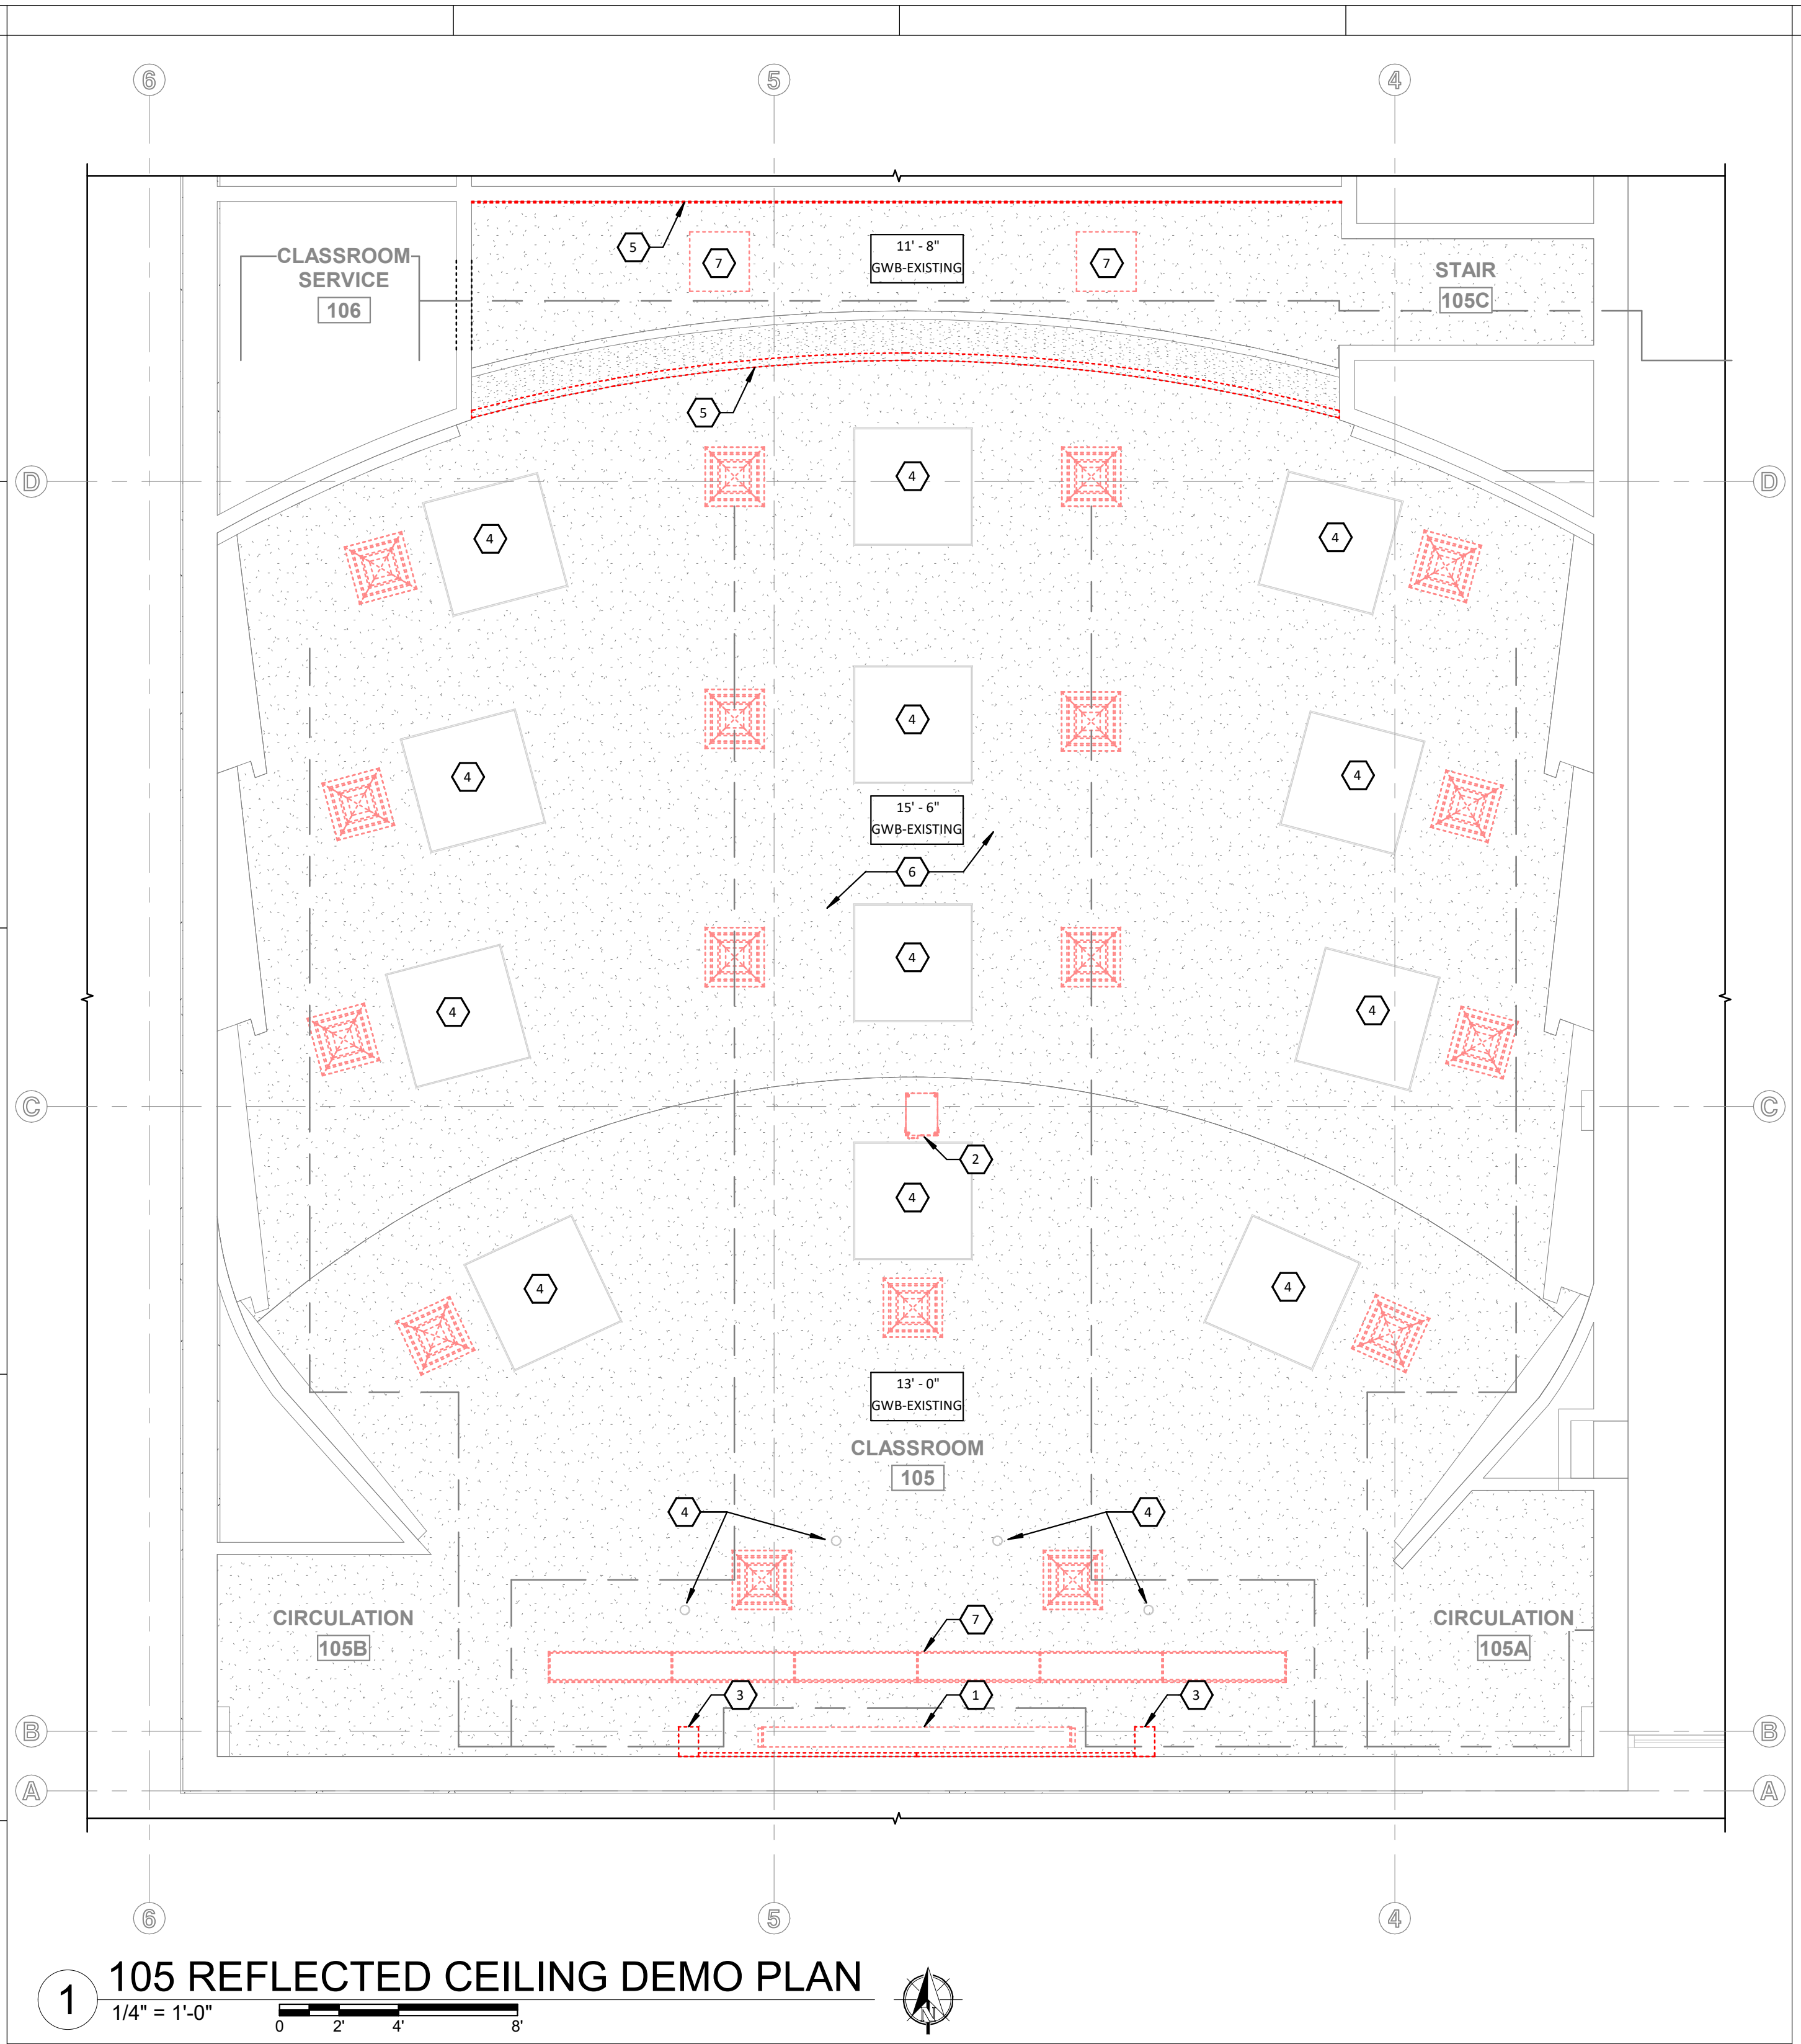 6
5
4
5
7
11' - 8"
GWB-EXISTING
7
CLASSROOM
SERVICE
106
STAIR
105C
5
D
4
D
4
4
4
4
4
15' - 6"
GWB-EXISTING
6
4
4
4
C
C
2
4
4
4
13' - 0"
GWB-EXISTING
CLASSROOM
105
4
4
CIRCULATION
105B
7
CIRCULATION
105A
3
1
3
B
B
A
A
6
5
4
1
105 REFLECTED CEILING DEMO PLAN
1/4" = 1'-0"
0 2' 4' 8'
N